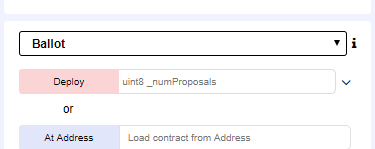 Ballot
Deploy uint8 _numProposals
or
At Address Load contract from Address